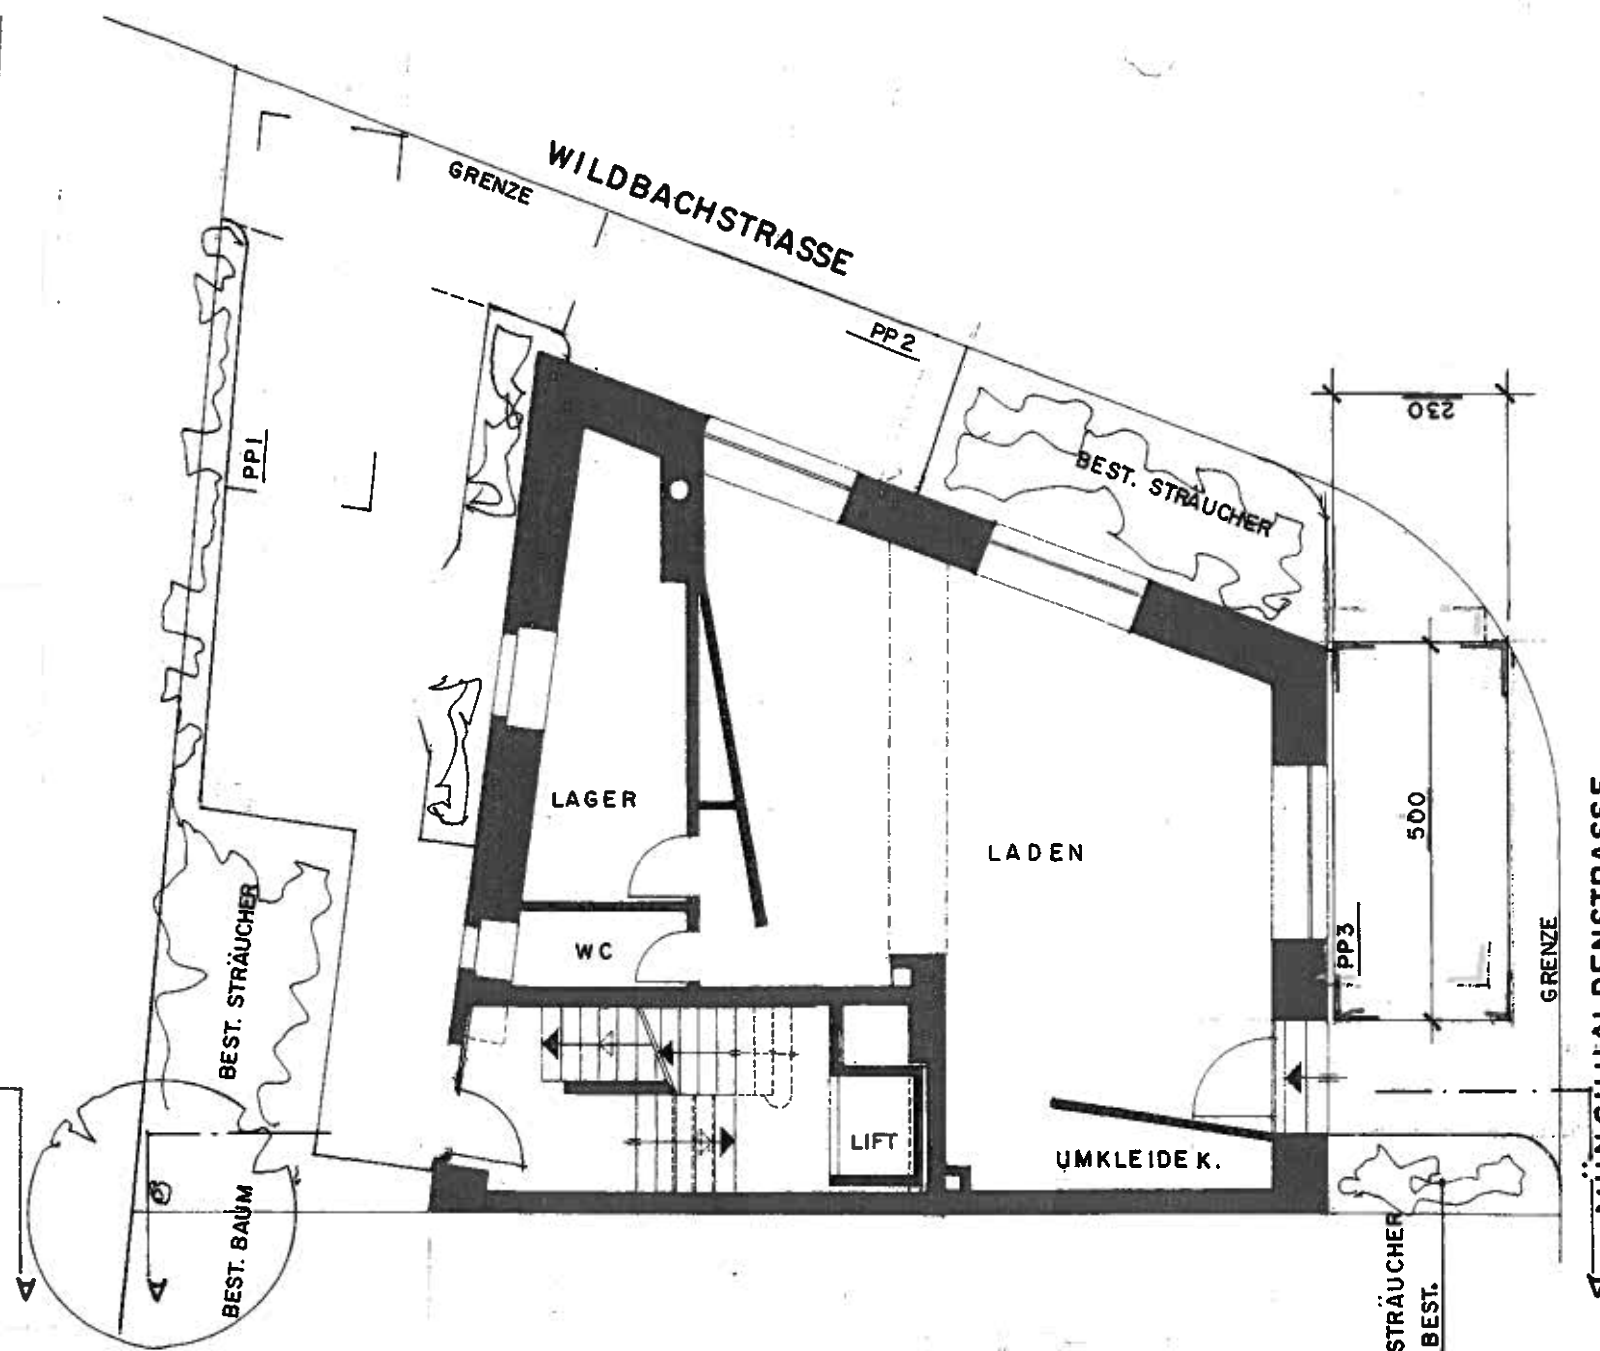 WILDBACHSTRASSE
GRENZE
PP 2
230
BEST. STRÄUCHER
PP1
LAGER
LADEN
500
PP3
GRENZE
WC
BEST. STRÄUCHER
LIFT
UMKLEIDEK.
B
BEST. BAUM
STRÄUCHER
BEST.